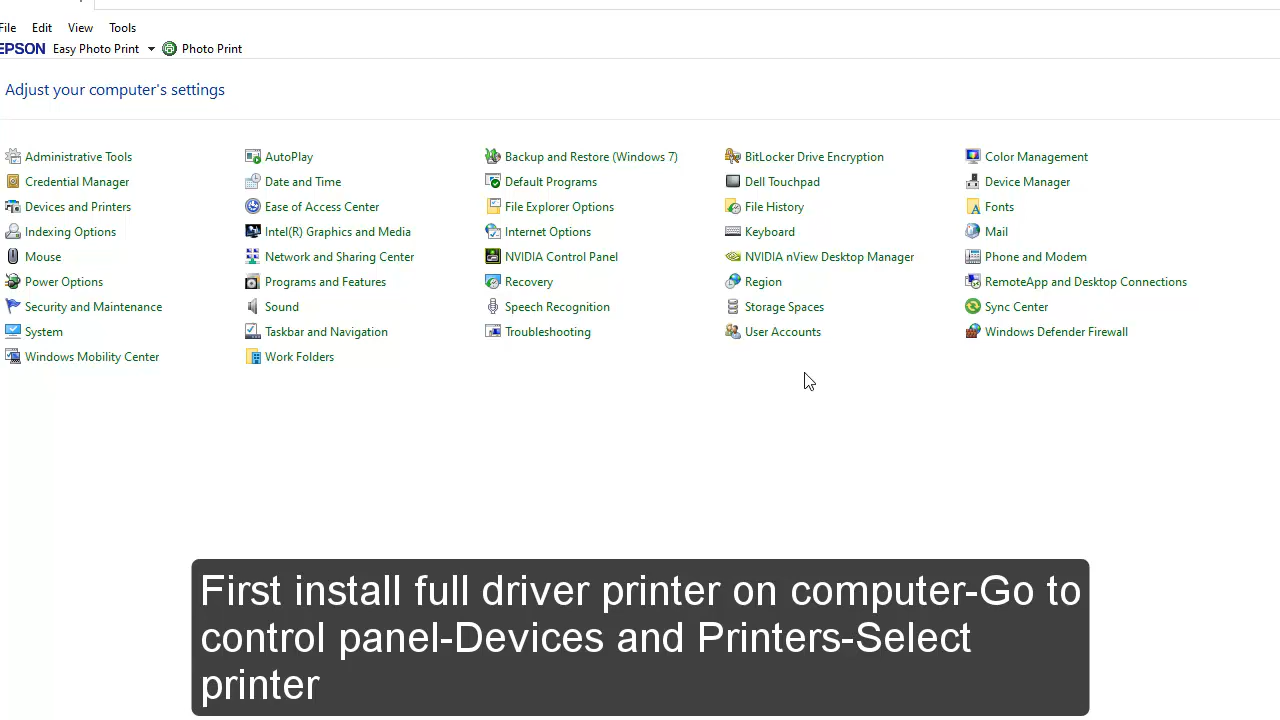 File Edit View Tools
EPSON Easy Photo Print Photo Print
Adjust your computer's settings
Administrative Tools AutoPlay Backup and Restore (Windows 7) BitLocker Drive Encryption Color Management
Credential Manager Date and Time Default Programs Dell Touchpad Device Manager
Devices and Printers Ease of Access Center File Explorer Options File History Fonts
Indexing Options Intel(R) Graphics and Media Internet Options Keyboard Mail
Mouse Network and Sharing Center NVIDIA Control Panel NVIDIA nView Desktop Manager Phone and Modem
Power Options Programs and Features Recovery Region RemoteApp and Desktop Connections
Security and Maintenance Sound Speech Recognition Storage Spaces Sync Center
System Taskbar and Navigation Troubleshooting User Accounts Windows Defender Firewall
Windows Mobility Center Work Folders
First install full driver printer on computer-Go to
control panel-Devices and Printers-Select
printer